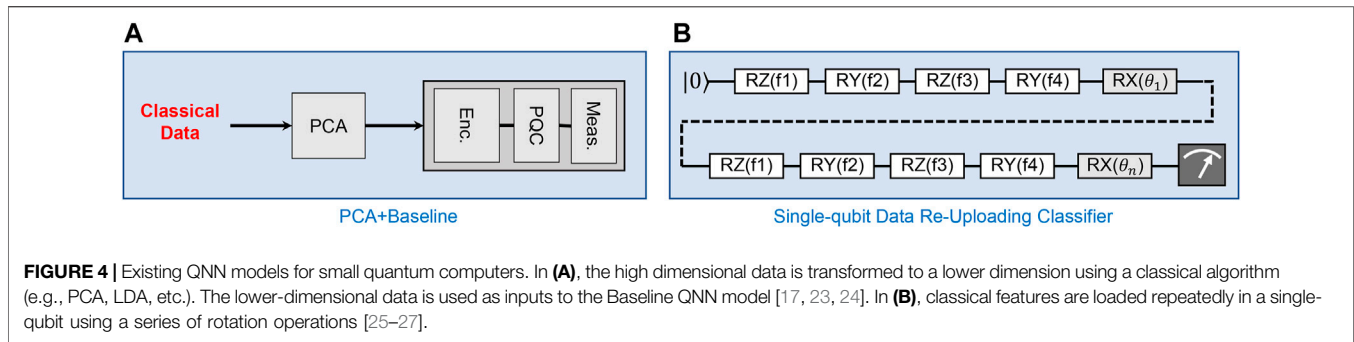 A
B
Classical
Data
PCA
Enc.
PQC
Meas.
PCA+Baseline
|0⟩ RZ(f1) RY(f2) RZ(f3) RY(f4) RX(θ₁)
RZ(f1) RY(f2) RZ(f3) RY(f4) RX(θₙ)
Single-qubit Data Re-Uploading Classifier
FIGURE 4 | Existing QNN models for small quantum computers. In (A), the high dimensional data is transformed to a lower dimension using a classical algorithm
(e.g., PCA, LDA, etc.). The lower-dimensional data is used as inputs to the Baseline QNN model [17, 23, 24]. In (B), classical features are loaded repeatedly in a single-
qubit using a series of rotation operations [25–27].